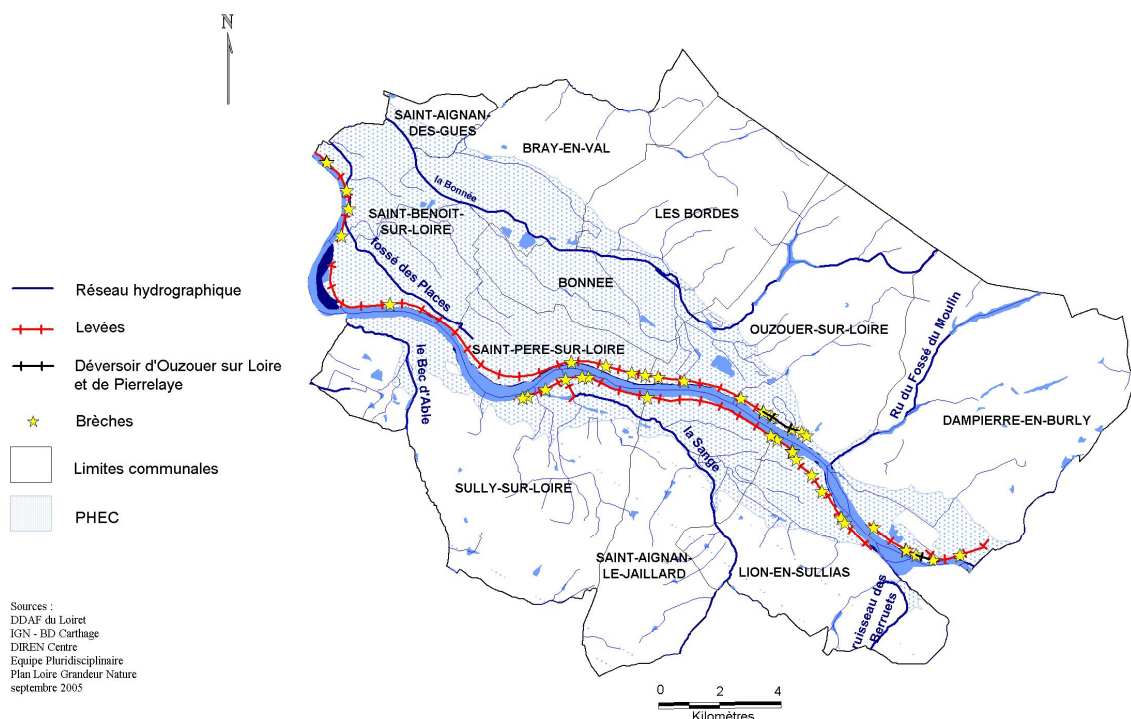 N
SAINT-AIGNAN-
DES-GUES
BRAY-EN-VAL
la Bonnée
LES BORDES
SAINT-BENOIT-
SUR-LOIRE
fossé des Places
BONNEE
OUZOUER-SUR-LOIRE
Ru du Fossé du Moulin
SAINT-PERE-SUR-LOIRE
le Bec d'Able
DAMPIERRE-EN-BURLY
la Sange
SULLY-SUR-LOIRE
SAINT-AIGNAN-
LE-JAILLARD
LION-EN-SULLIAS
ruisseau des
Berruets
Réseau hydrographique
Levées
Déversoir d'Ouzouer sur Loire
et de Pierrelaye
Brèches
Limites communales
PHEC
Sources :
DDAF du Loiret
IGN - BD Carthage
DIREN Centre
Equipe Pluridisciplinaire
Plan Loire Grandeur Nature
septembre 2005
0 2 4
Kilomètres